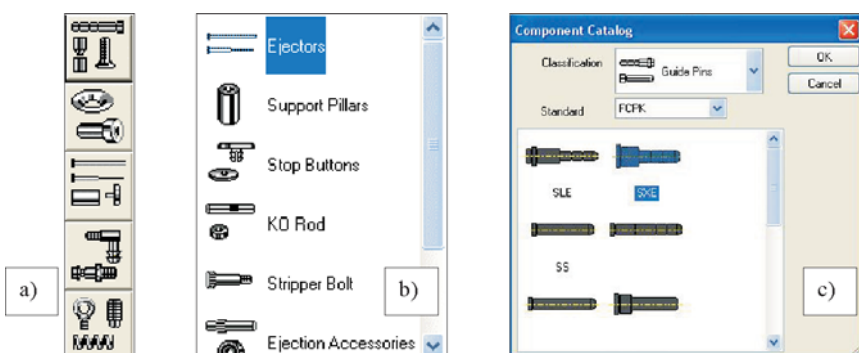 a)
Ejectors
Support Pillars
Stop Buttons
KO Rod
Stripper Bolt
Ejection Accessories
b)
Component Catalog
Classification
Guide Pins
OK
Cancel
Standard
FCPK
SLE
SXE
SS
c)